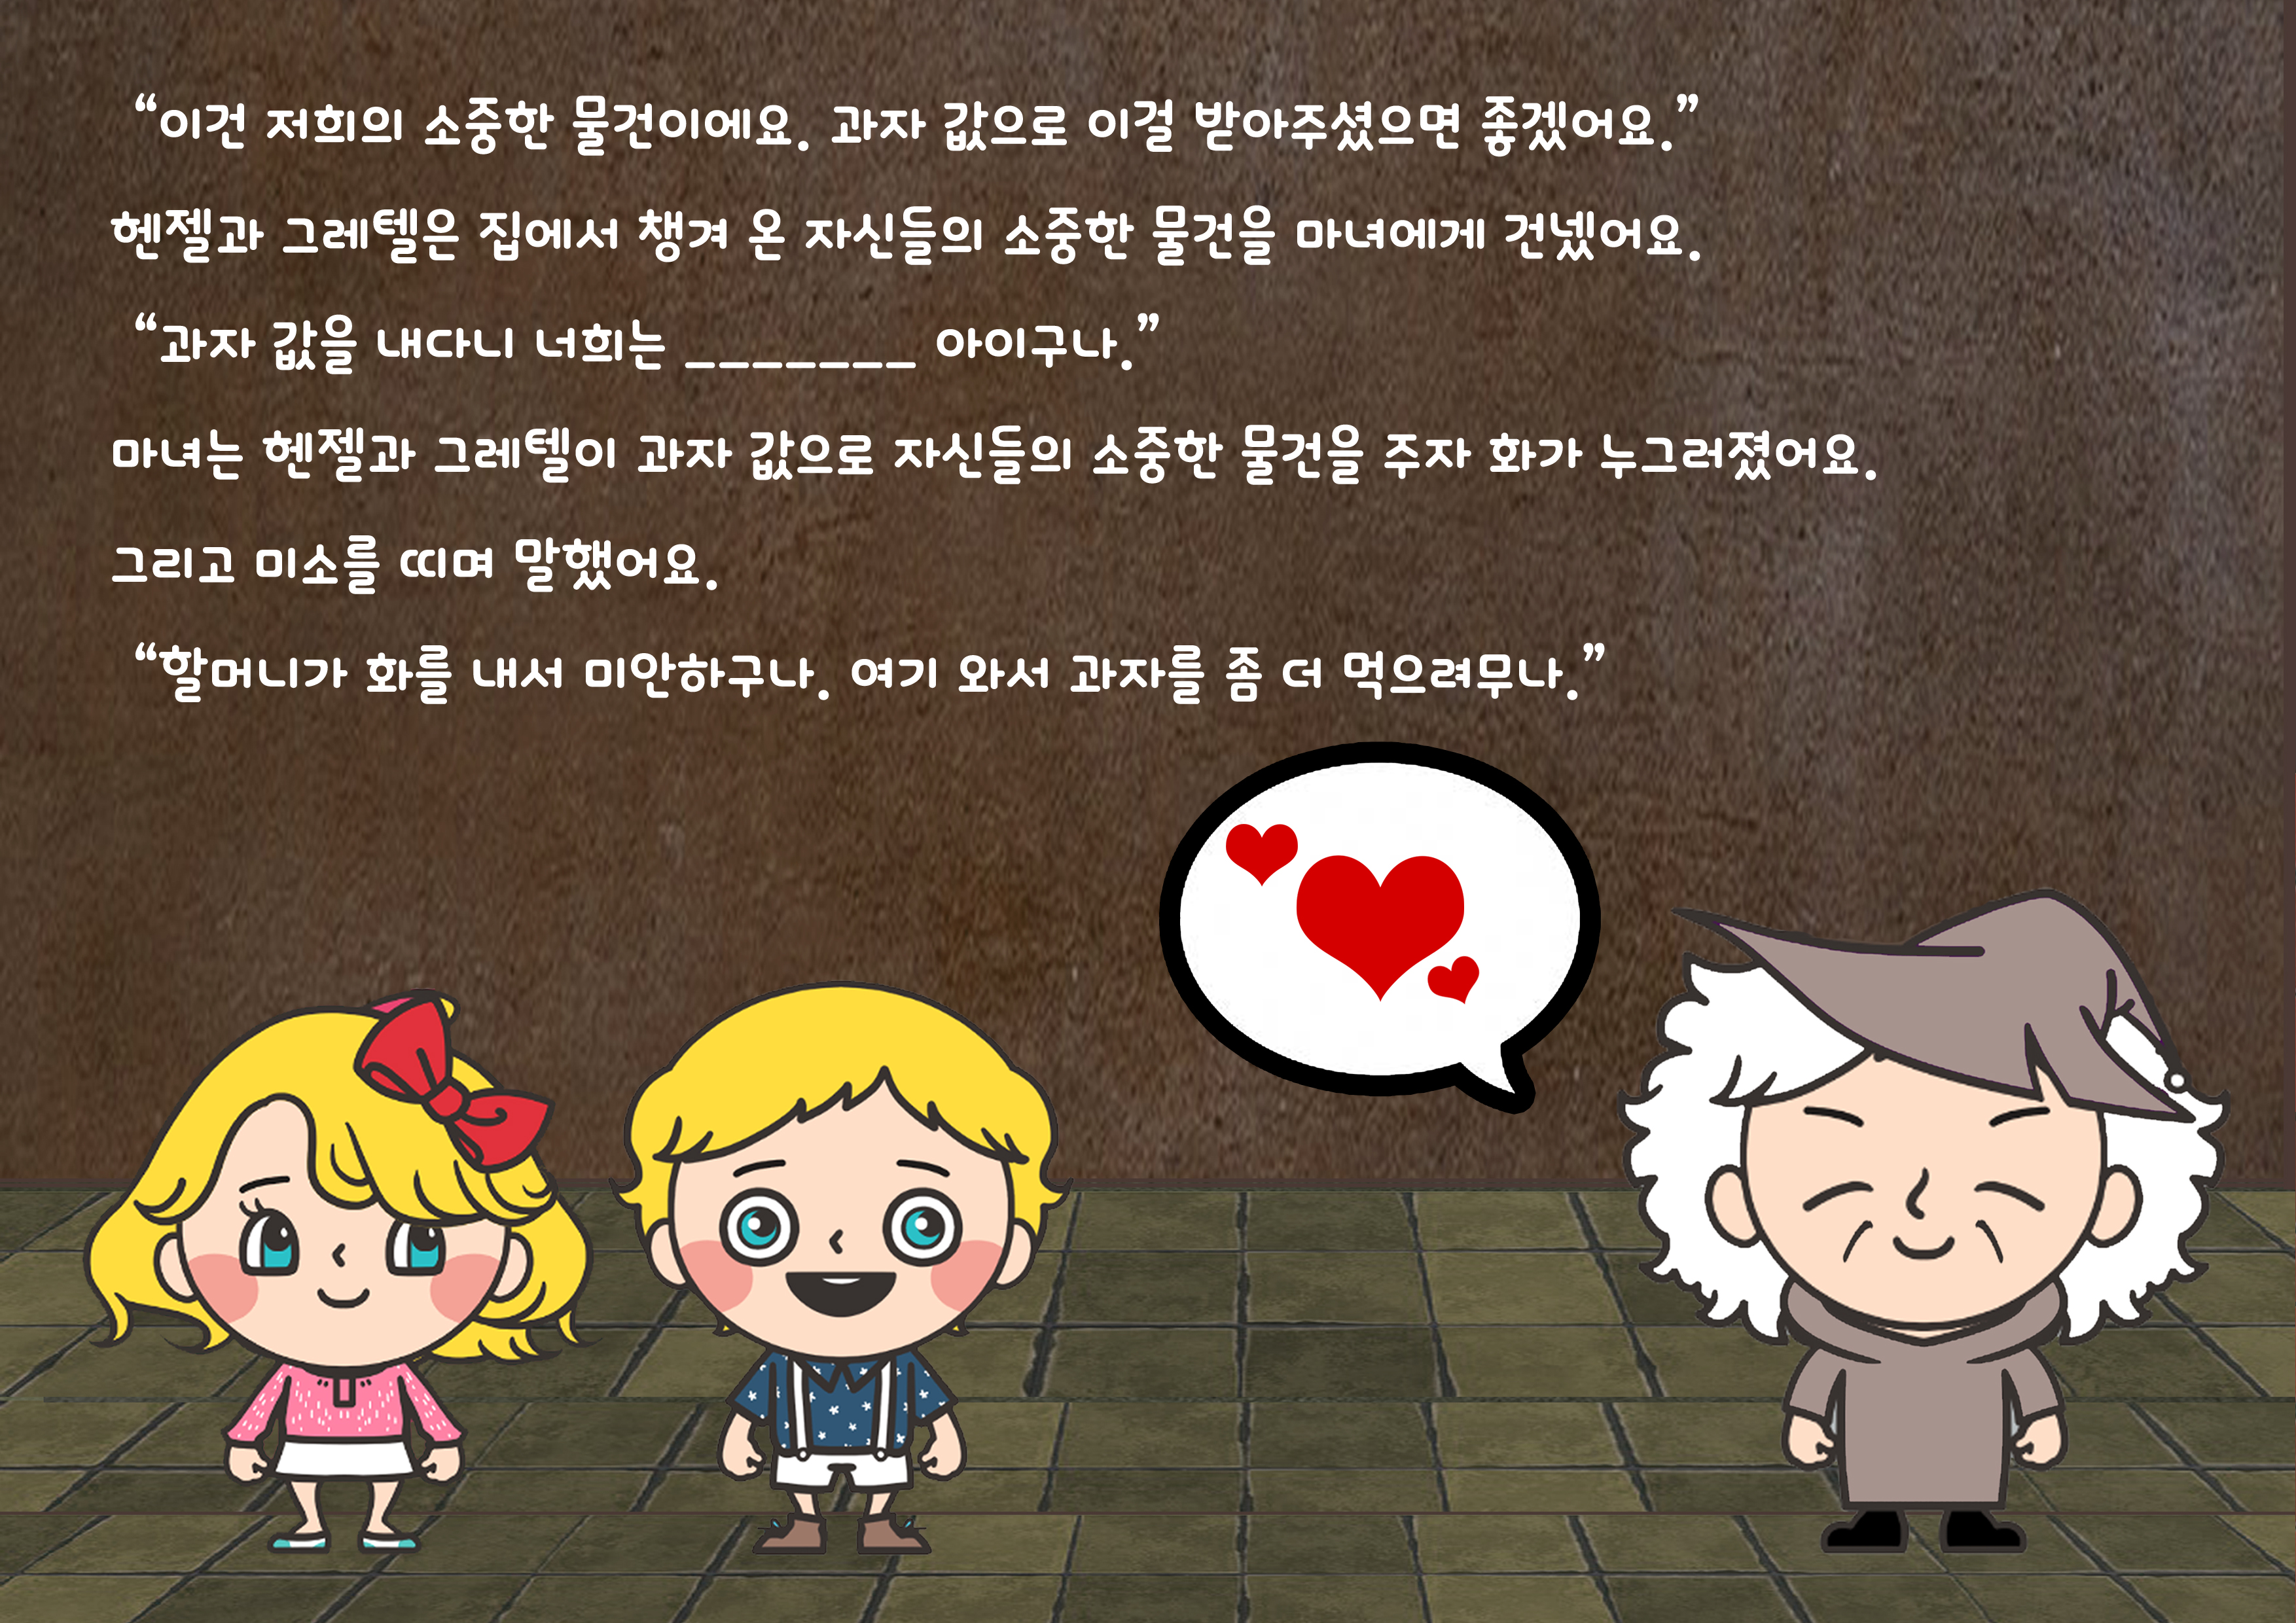 “이건 저희의 소중한 물건이에요. 과자 값으로 이걸 받아주셨으면 좋겠어요.”
헨젤과 그레텔은 집에서 챙겨 온 자신들의 소중한 물건을 마녀에게 건넸어요.
“과자 값을 내다니 너희는 _______ 아이구나.”
마녀는 헨젤과 그레텔이 과자 값으로 자신들의 소중한 물건을 주자 화가 누그러졌어요.
그리고 미소를 띠며 말했어요.
“할머니가 화를 내서 미안하구나. 여기 와서 과자를 좀 더 먹으려무나.”